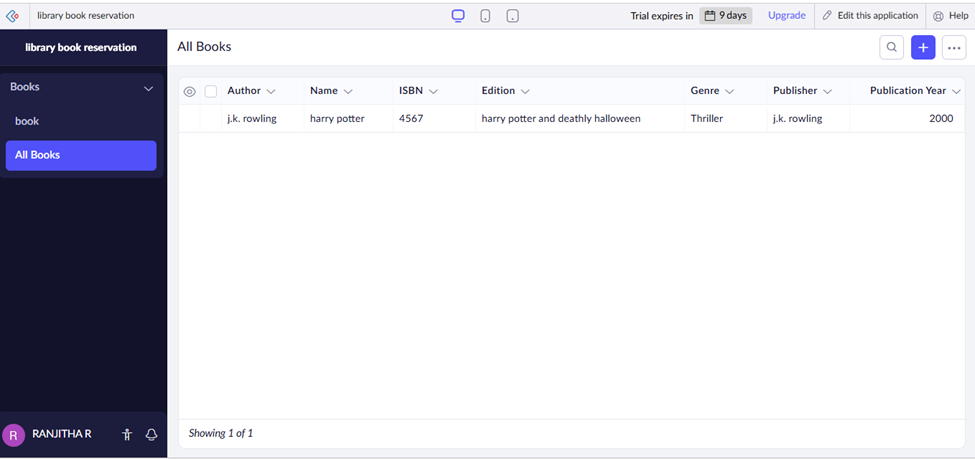 library book reservation
Trial expires in 9 days Upgrade Edit this application Help
library book reservation
All Books
Books
book
All Books
Author Name ISBN Edition Genre Publisher Publication Year
j.k. rowling harry potter 4567 harry potter and deathly halloween Thriller j.k. rowling 2000
Showing 1 of 1
R RANJITHA R